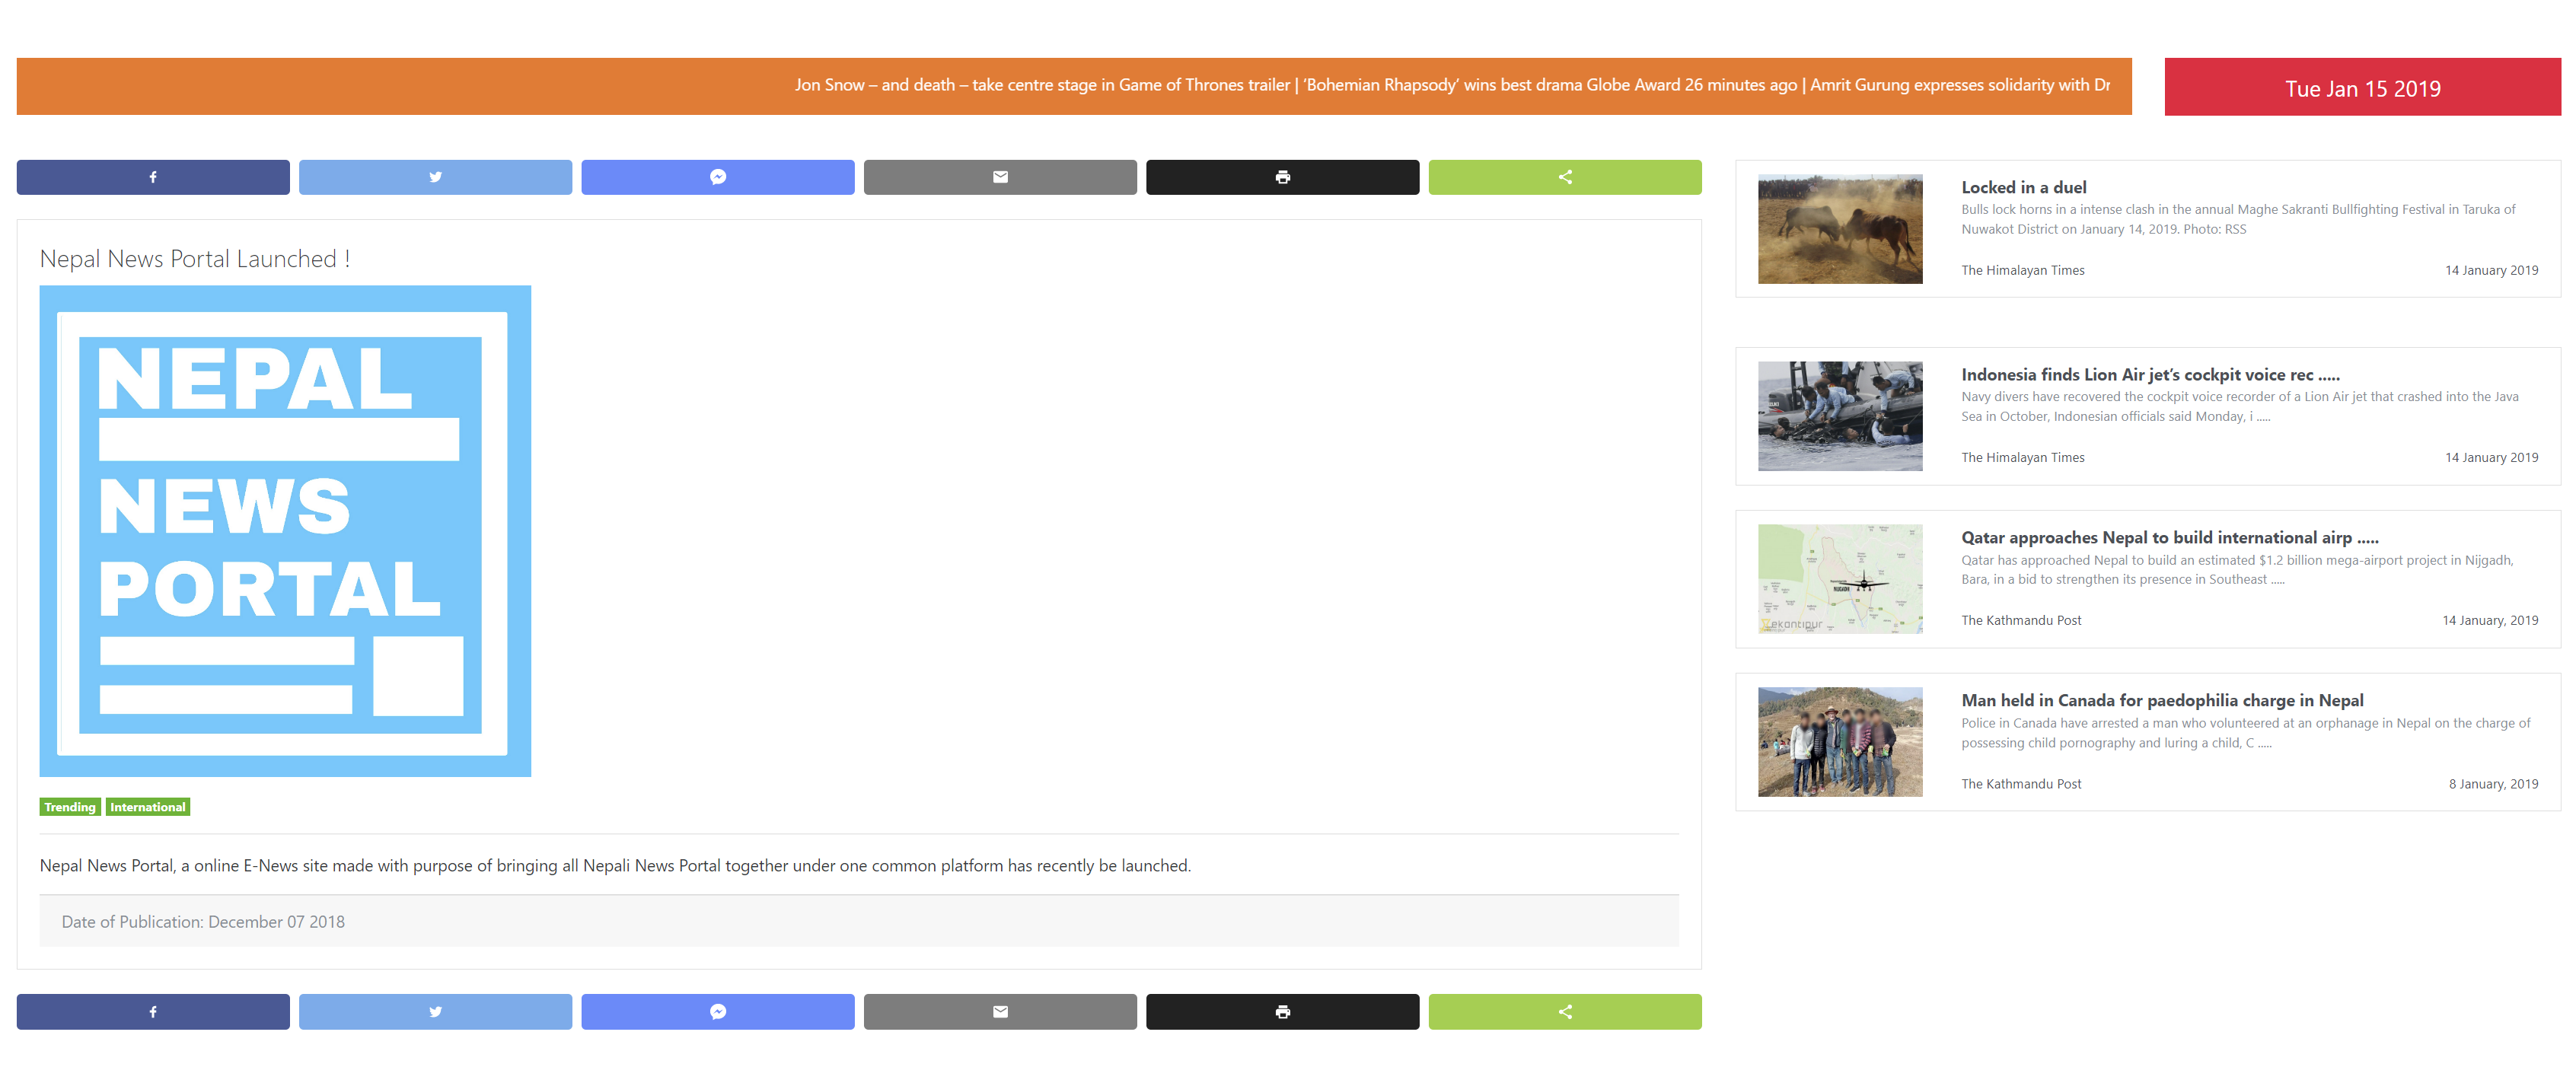 Jon Snow – and death – take centre stage in Game of Thrones trailer | ‘Bohemian Rhapsody’ wins best drama Globe Award 26 minutes ago | Amrit Gurung expresses solidarity with Dr
Tue Jan 15 2019
Nepal News Portal Launched !
NEPAL
NEWS
PORTAL
Trending International
Nepal News Portal, a online E-News site made with purpose of bringing all Nepali News Portal together under one common platform has recently be launched.
Date of Publication: December 07 2018
Locked in a duel
Bulls lock horns in a intense clash in the annual Maghe Sakranti Bullfighting Festival in Taruka of
Nuwakot District on January 14, 2019. Photo: RSS
The Himalayan Times 14 January 2019
Indonesia finds Lion Air jet’s cockpit voice rec .....
Navy divers have recovered the cockpit voice recorder of a Lion Air jet that crashed into the Java
Sea in October, Indonesian officials said Monday, i .....
The Himalayan Times 14 January 2019
Qatar approaches Nepal to build international airp .....
Qatar has approached Nepal to build an estimated $1.2 billion mega-airport project in Nijgadh,
Bara, in a bid to strengthen its presence in Southeast .....
ekantipur
The Kathmandu Post 14 January, 2019
Man held in Canada for paedophilia charge in Nepal
Police in Canada have arrested a man who volunteered at an orphanage in Nepal on the charge of
possessing child pornography and luring a child, C .....
The Kathmandu Post 8 January, 2019